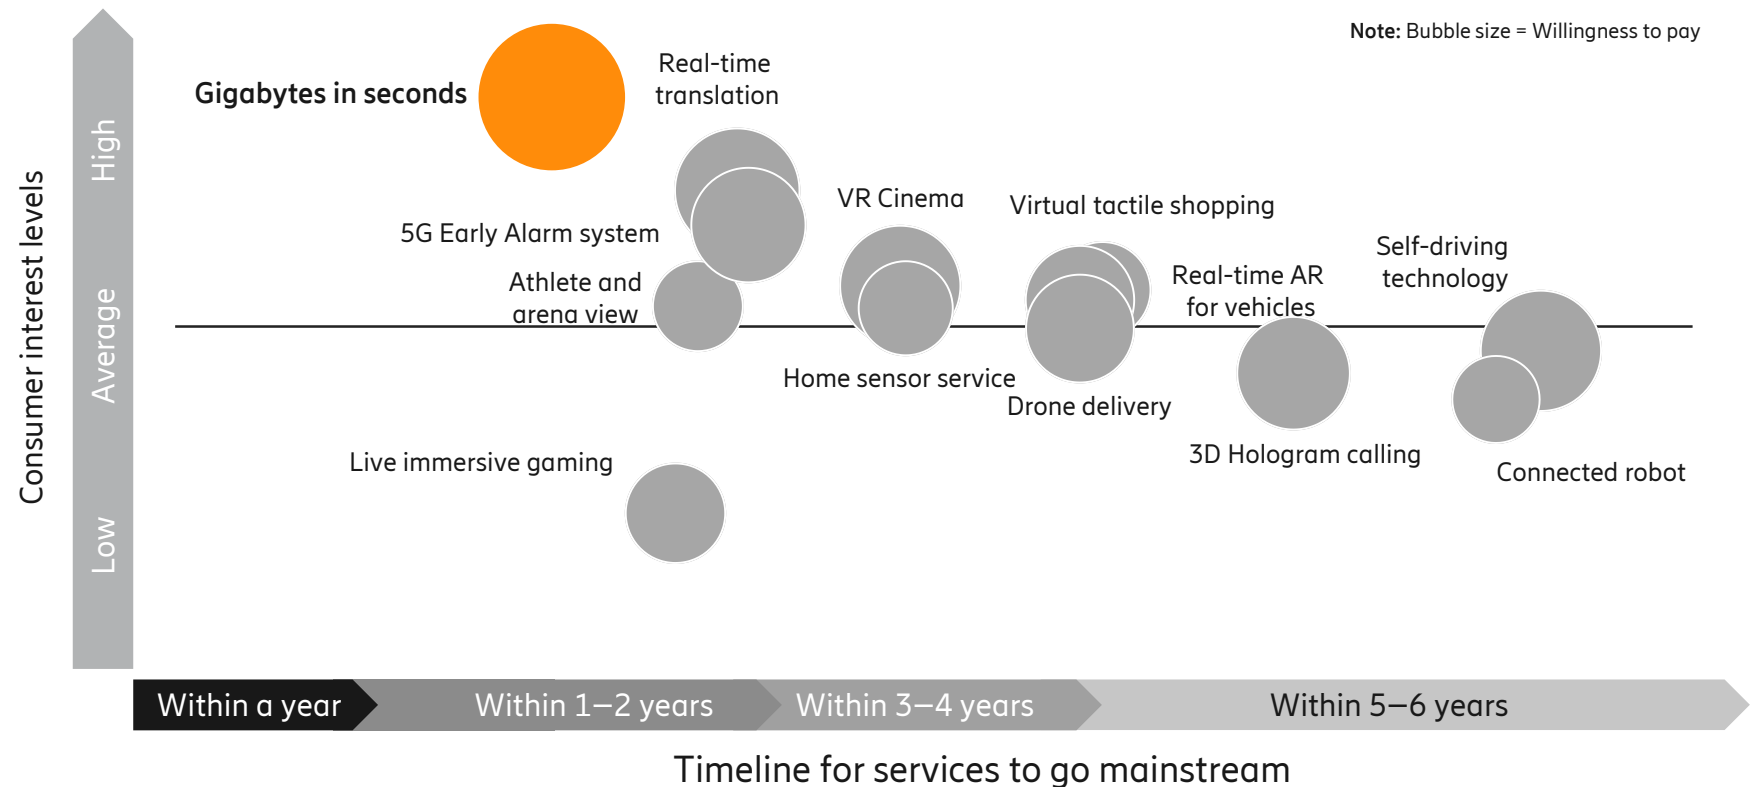 Note: Bubble size = Willingness to pay
Consumer interest levels
High
Average
Low
Gigabytes in seconds
Real-time
translation
5G Early Alarm system
Athlete and
arena view
Live immersive gaming
VR Cinema
Home sensor service
Virtual tactile shopping
Drone delivery
Real-time AR
for vehicles
3D Hologram calling
Self-driving
technology
Connected robot
Within a year
Within 1–2 years
Within 3–4 years
Within 5–6 years
Timeline for services to go mainstream